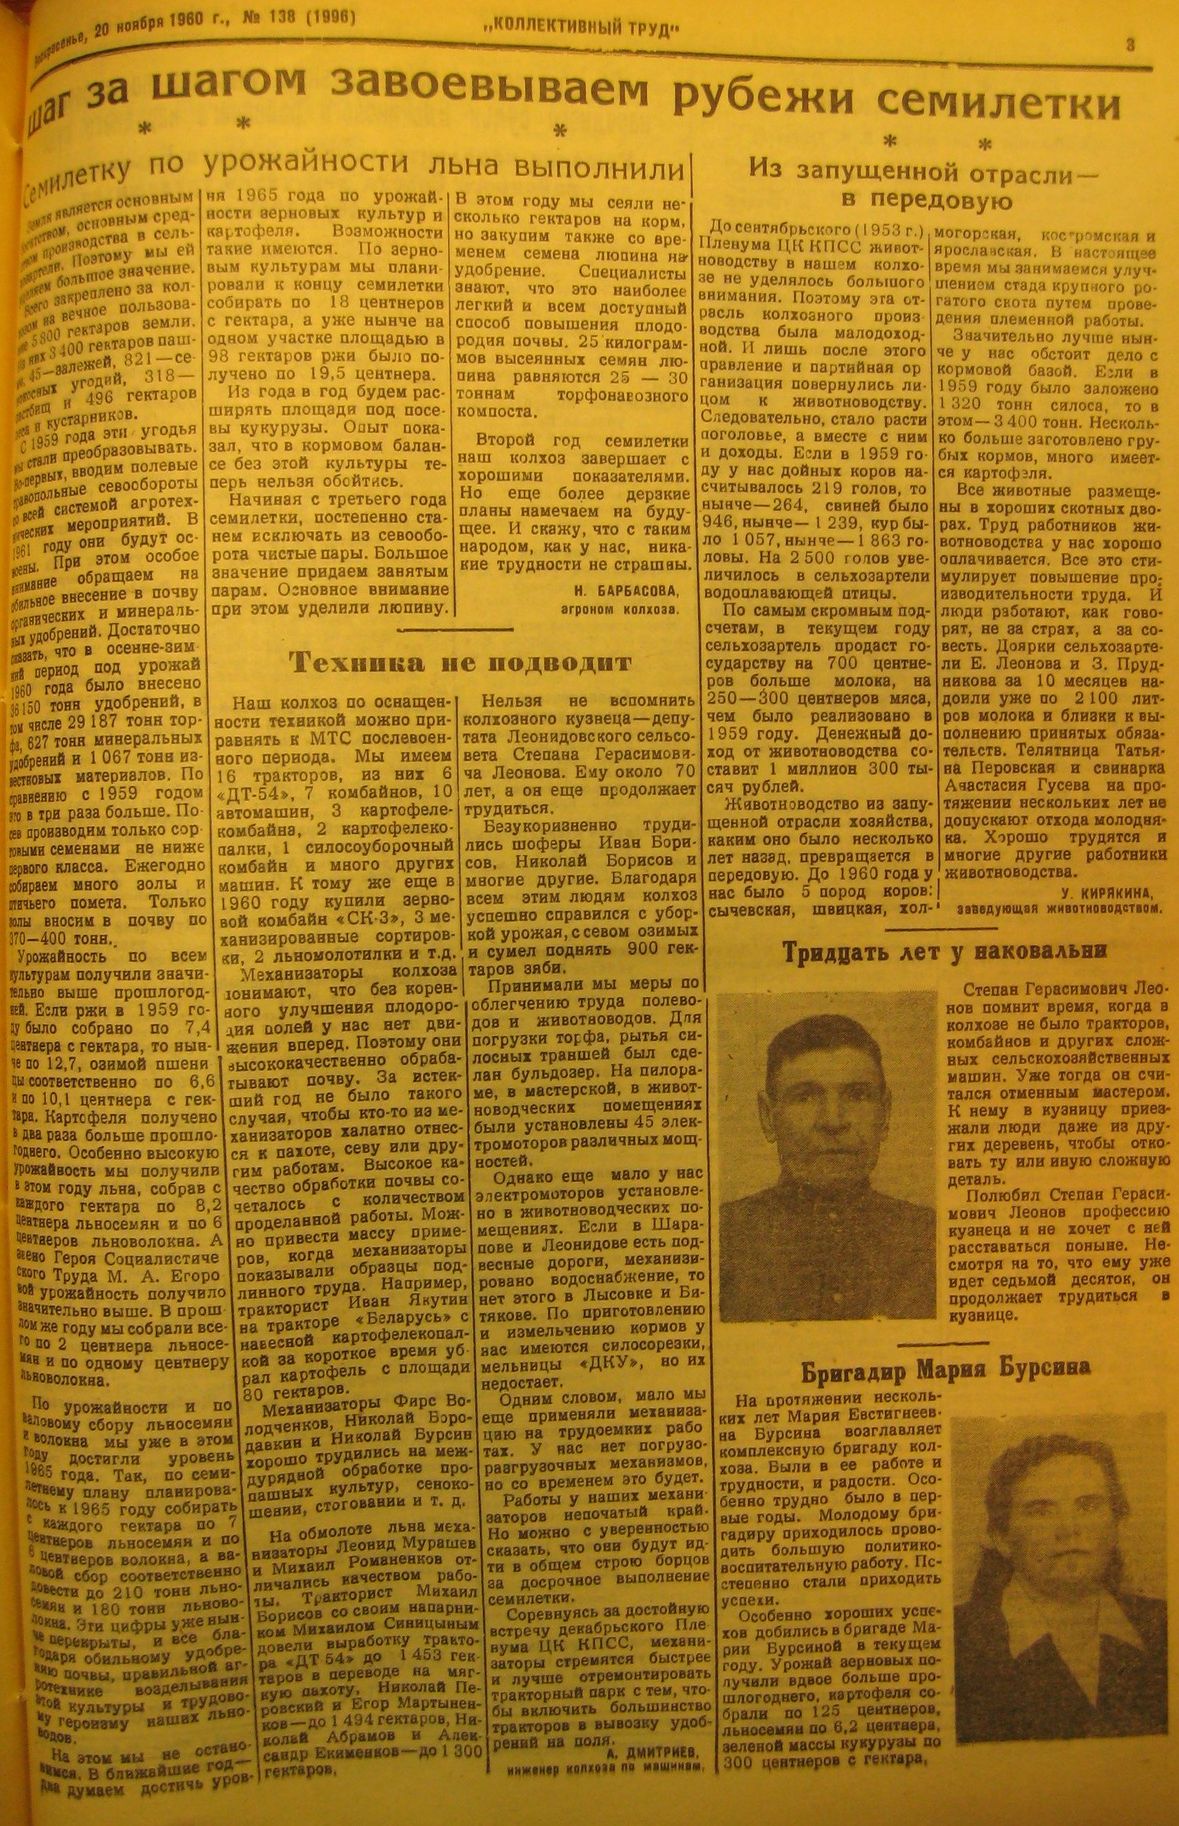 Воскресенье, 20 ноября 1960 г., № 138 (1996)
„КОЛЛЕКТИВНЫЙ ТРУД“
3
шаг за шагом завоевываем рубежи семилетки
* * *
* *
Семилетку по урожайности льна выполнили
Земля является основным
основным сред-
производства в сель-
Поэтому мы ей
большое значение.
Всего закреплено за кол-
на вечное пользова-
5 800 гектаров земли.
них 3 400 гектаров паш-
45—залежей, 821—се-
угодий, 318—
и 496 гектаров
и кустарников.
С 1959 года эти угодья
мы стали преобразовывать.
Во-первых, вводим полевые
травопольные севообороты
со всей системой агротех-
нических мероприятий. В
1961 году они будут ос-
воены. При этом особое
внимание обращаем на
обильное внесение в почву
органических и минераль-
ных удобрений. Достаточно
сказать, что в осенне-зим-
ний период под урожай
1960 года было внесено
36 150 тонн удобрений, в
том числе 29 187 тонн тор-
фа, 627 тонн минеральных
удобрений и 1 067 тонн из-
вестковых материалов. По
сравнению с 1959 годом
это в три раза больше. По-
сев производим только сор-
товыми семенами не ниже
первого класса. Ежегодно
собираем много золы и
птичьего помета. Только
золы вносим в почву по
370—400 тонн.
Урожайность по всем
культурам получили значи-
тельно выше прошлогод-
ней. Если ржи в 1959 го-
ду было собрано по 7,4
центнера с гектара, то нын-
че по 12,7, озимой пшени
цы соответственно по 6,6
и по 10,1 центнера с гек-
тара. Картофеля получено
в два раза больше прошло-
годнего. Особенно высокую
урожайность мы получили
в этом году льна, собрав с
каждого гектара по 8,2
центнера льносемян и по 6
центнеров льноволокна. А
звено Героя Социалистиче
ского Труда М. А. Егоро
вой урожайность получило
значительно выше. В прош
лом же году мы собрали все-
го по 2 центнера льносе-
мян и по одному центнеру
льноволокна.
По урожайности и по
валовому сбору льносемян
и волокна мы уже в этом
году достигли уровень
1965 года. Так, по семи-
летнему плану планирова-
лось к 1965 году собирать
с каждого гектара по 7
центнеров льносемян и по
6 центнеров волокна, а ва-
ловой сбор соответственно
довести до 210 тонн льно-
семян и 180 тонн льново-
локна. Эти цифры уже нын-
че перекрыты, и все бла-
годаря обильному удобре-
нию почвы, правильной аг-
ротехнике возделывания
этой культуры и трудово-
му героизму наших льно-
водов.
На этом мы не остано-
вимся. В ближайшие год—
два думаем достичь уров-
ня 1965 года по урожай-
ности зерновых культур и
картофеля. Возможности
такие имеются. По зерно-
вым культурам мы плани-
ровали к концу семилетки
собирать по 18 центнеров
с гектара, а уже нынче на
одном участке площадью в
98 гектаров ржи было по-
лучено по 19,5 центнера.
Из года в год будем рас-
ширять площади под посе-
вы кукурузы. Опыт пока-
зал, что в кормовом балан-
се без этой культуры те-
перь нельзя обойтись.
Начиная с третьего года
семилетки, постепенно ста-
нем исключать из севообо-
рота чистые пары. Большое
значение придаем занятым
парам. Основное внимание
при этом уделили люпину.
В этом году мы сеяли не-
сколько гектаров на корм,
но закупим также со вре-
менем семена люпина на
удобрение. Специалисты
знают, что это наиболее
легкий и всем доступный
способ повышения плодо-
родия почвы. 25 килограм-
мов высеянных семян лю-
пина равняются 25 — 30
тоннам торфонавозного
компоста.
Второй год семилетки
наш колхоз завершает с
хорошими показателями.
Но еще более дерзкие
планы намечаем на буду-
щее. И скажу, что с таким
народом, как у нас, ника-
кие трудности не страшны.
Н. БАРБАСОВА,
агроном колхоза.
Техника не подводит
Наш колхоз по оснащен-
ности техникой можно при-
равнять к МТС послевоен-
ного периода. Мы имеем
16 тракторов, из них 6
«ДТ-54», 7 комбайнов, 10
автомашин, 3 картофеле-
комбайна, 2 картофелеко-
палки, 1 силосоуборочный
комбайн и много других
машин. К тому же еще в
1960 году купили зерно-
вой комбайн «СК-3», 3 ме-
ханизированные сортиров-
ки, 2 льномолотилки и т.д.
Механизаторы колхоза
понимают, что без корен-
ного улучшения плодоро-
дия полей у нас нет дви-
жения вперед. Поэтому они
высококачественно обраба-
тывают почву. За истек-
ший год не было такого
случая, чтобы кто-то из ме-
ханизаторов халатно отнес-
ся к пахоте, севу или дру-
гим работам. Высокое ка-
чество обработки почвы со-
четалось с количеством
проделанной работы. Мож-
но привести массу приме-
ров, когда механизаторы
показывали образцы под-
линного труда. Например,
тракторист Иван Якутин
на тракторе «Беларусь» с
навесной картофелекопал-
кой за короткое время уб-
рал картофель с площади
80 гектаров.
Механизаторы Фирс Во-
лодченков, Николай Боро-
давкин и Николай Бурсин
хорошо трудились на меж-
дурядной обработке про-
пашных культур, сеноко-
шении, стоговании и т. д.
На обмолоте льна меха-
низаторы Леонид Мурашев
и Михаил Романенков от-
личались качеством рабо-
ты. Тракторист Михаил
Борисов со своим напарни-
ком Михаилом Синицыным
довели выработку тракто-
ра «ДТ 54» до 1 453 гек-
таров в переводе на мяг-
кую пахоту. Николай Пе-
ровский и Егор Мартынен-
ков—до 1 494 гектаров, Ни-
колай Абрамов и Алек-
сандр Екименков—до 1 300
гектаров.
Нельзя не вспомнить
колхозного кузнеца—депу-
тата Леонидовского сельсо-
вета Степана Герасимови-
ча Леонова. Ему около 70
лет, а он еще продолжает
трудиться.
Безукоризненно труди-
лись шоферы Иван Бори-
сов, Николай Борисов и
многие другие. Благодаря
всем этим людям колхоз
успешно справился с убор-
кой урожая, с севом озимых
и сумел поднять 900 гек-
таров зяби.
Принимали мы меры по
облегчению труда полево-
дов и животноводов. Для
погрузки торфа, рытья си-
лосных траншей был сде-
лан бульдозер. На пилора-
ме, в мастерской, в живот-
новодческих помещениях
были установлены 45 элек-
тромоторов различных мощ-
ностей.
Однако еще мало у нас
электромоторов установле-
но в животноводческих по-
мещениях. Если в Шара-
пове и Леонидове есть под-
весные дороги, механизи-
ровано водоснабжение, то
нет этого в Лысовке и Би-
тякове. По приготовлению
и измельчению кормов у
нас имеются силосорезки,
мельницы «ДКУ», но их
недостает.
Одним словом, мало мы
еще применяли механиза-
цию на трудоемких рабо
тах. У нас нет погрузо-
разгрузочных механизмов,
но со временем это будет.
Работы у наших механи-
заторов непочатый край.
Но можно с уверенностью
сказать, что они будут ид-
ти в общем строю борцов
за досрочное выполнение
семилетки.
Соревнуясь за достойную
встречу декабрьского Пле
нума ЦК КПСС, механи-
заторы стремятся быстрее
и лучше отремонтировать
тракторный парк с тем, что-
бы включить большинство
тракторов в вывозку удоб-
рений на поля.
А. ДМИТРИЕВ,
инженер колхоза по машинам.
Из запущенной отрасли—
в передовую
До сентябрьского (1953 г.)
Пленума ЦК КПСС живот-
новодству в нашем колхо-
зе не уделялось большого
внимания. Поэтому эта от-
расль колхозного произ-
водства была малодоход-
ной. И лишь после этого
правление и партийная ор
ганизация повернулись ли-
цом к животноводству.
Следовательно, стало расти
поголовье, а вместе с ним
и доходы. Если в 1959 го-
ду у нас дойных коров на-
считывалось 219 голов, то
нынче—264, свиней было
946, нынче— 1 239, кур бы-
ло 1 057, нынче—1 863 го-
ловы. На 2 500 голов уве-
личилось в сельхозартели
водоплавающей птицы.
По самым скромным под-
счетам, в текущем году
сельхозартель продаст го-
сударству на 700 центне-
ров больше молока, на
250—300 центнеров мяса,
чем было реализовано в
1959 году. Денежный до-
ход от животноводства со-
ставит 1 миллион 300 ты-
сяч рублей.
Животноводство из запу-
щенной отрасли хозяйства,
каким оно было несколько
лет назад, превращается в
передовую. До 1960 года у
нас было 5 пород коров:
сычевская, швицкая, хол-
могорская, костромская и
ярославская. В настоящее
время мы занимаемся улуч-
шением стада крупного ро-
гатого скота путем прове-
дения племенной работы.
Значительно лучше нын-
че у нас обстоит дело с
кормовой базой. Если в
1959 году было заложено
1 320 тонн силоса, то в
этом—3 400 тонн. Несколь-
ко больше заготовлено гру-
бых кормов, много имеет-
ся картофеля.
Все животные размеще-
ны в хороших скотных дво-
рах. Труд работников жи-
вотноводства у нас хорошо
оплачивается. Все это сти-
мулирует повышение про-
изводительности труда. И
люди работают, как гово-
рят, не за страх, а за со-
весть. Доярки сельхозарте-
ли Е. Леонова и З. Пруд-
никова за 10 месяцев на-
доили уже по 2 100 лит-
ров молока и близки к вы-
полнению принятых обяза-
тельств. Телятница Татья-
на Перовская и свинарка
Анастасия Гусева на про-
тяжении нескольких лет не
допускают отхода молодня-
ка. Хорошо трудятся и
многие другие работники
животноводства.
У. КИРЯКИНА,
заведующая животноводством.
Тридцать лет у наковальни
Степан Герасимович Лео-
нов помнит время, когда в
колхозе не было тракторов,
комбайнов и других слож-
ных сельскохозяйственных
машин. Уже тогда он счи-
тался отменным мастером.
К нему в кузницу приез-
жали люди даже из дру-
гих деревень, чтобы отко-
вать ту или иную сложную
деталь.
Полюбил Степан Гераси-
мович Леонов профессию
кузнеца и не хочет с ней
расставаться поныне. Не-
смотря на то, что ему уже
идет седьмой десяток, он
продолжает трудиться в
кузнице.
Бригадир Мария Бурсина
На протяжении несколь-
ких лет Мария Евстигнеев-
на Бурсина возглавляет
комплексную бригаду кол-
хоза. Были в ее работе и
трудности, и радости. Осо-
бенно трудно было в пер-
вые годы. Молодому бри-
гадиру приходилось прово-
дить большую политико-
воспитательную работу. По-
степенно стали приходить
успехи.
Особенно хороших успе-
хов добились в бригаде Ма-
рии Бурсиной в текущем
году. Урожай зерновых по-
лучили вдвое больше про-
шлогоднего, картофеля со-
брали по 125 центнеров,
льносемян по 6,2 центнера,
зеленой массы кукурузы по
300 центнеров с гектара,